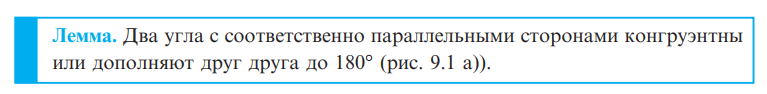 Лемма. Два угла с соответственно параллельными сторонами конгруэнтны
или дополняют друг друга до 180° (рис. 9.1 а)).